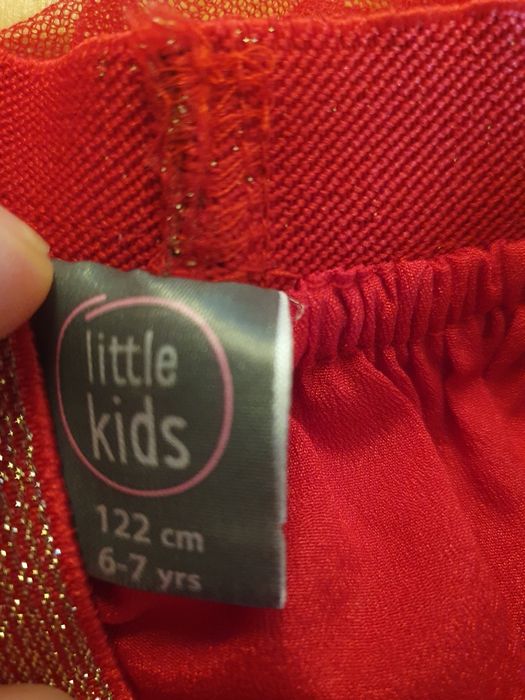 little
kids
122 cm
6-7 yrs